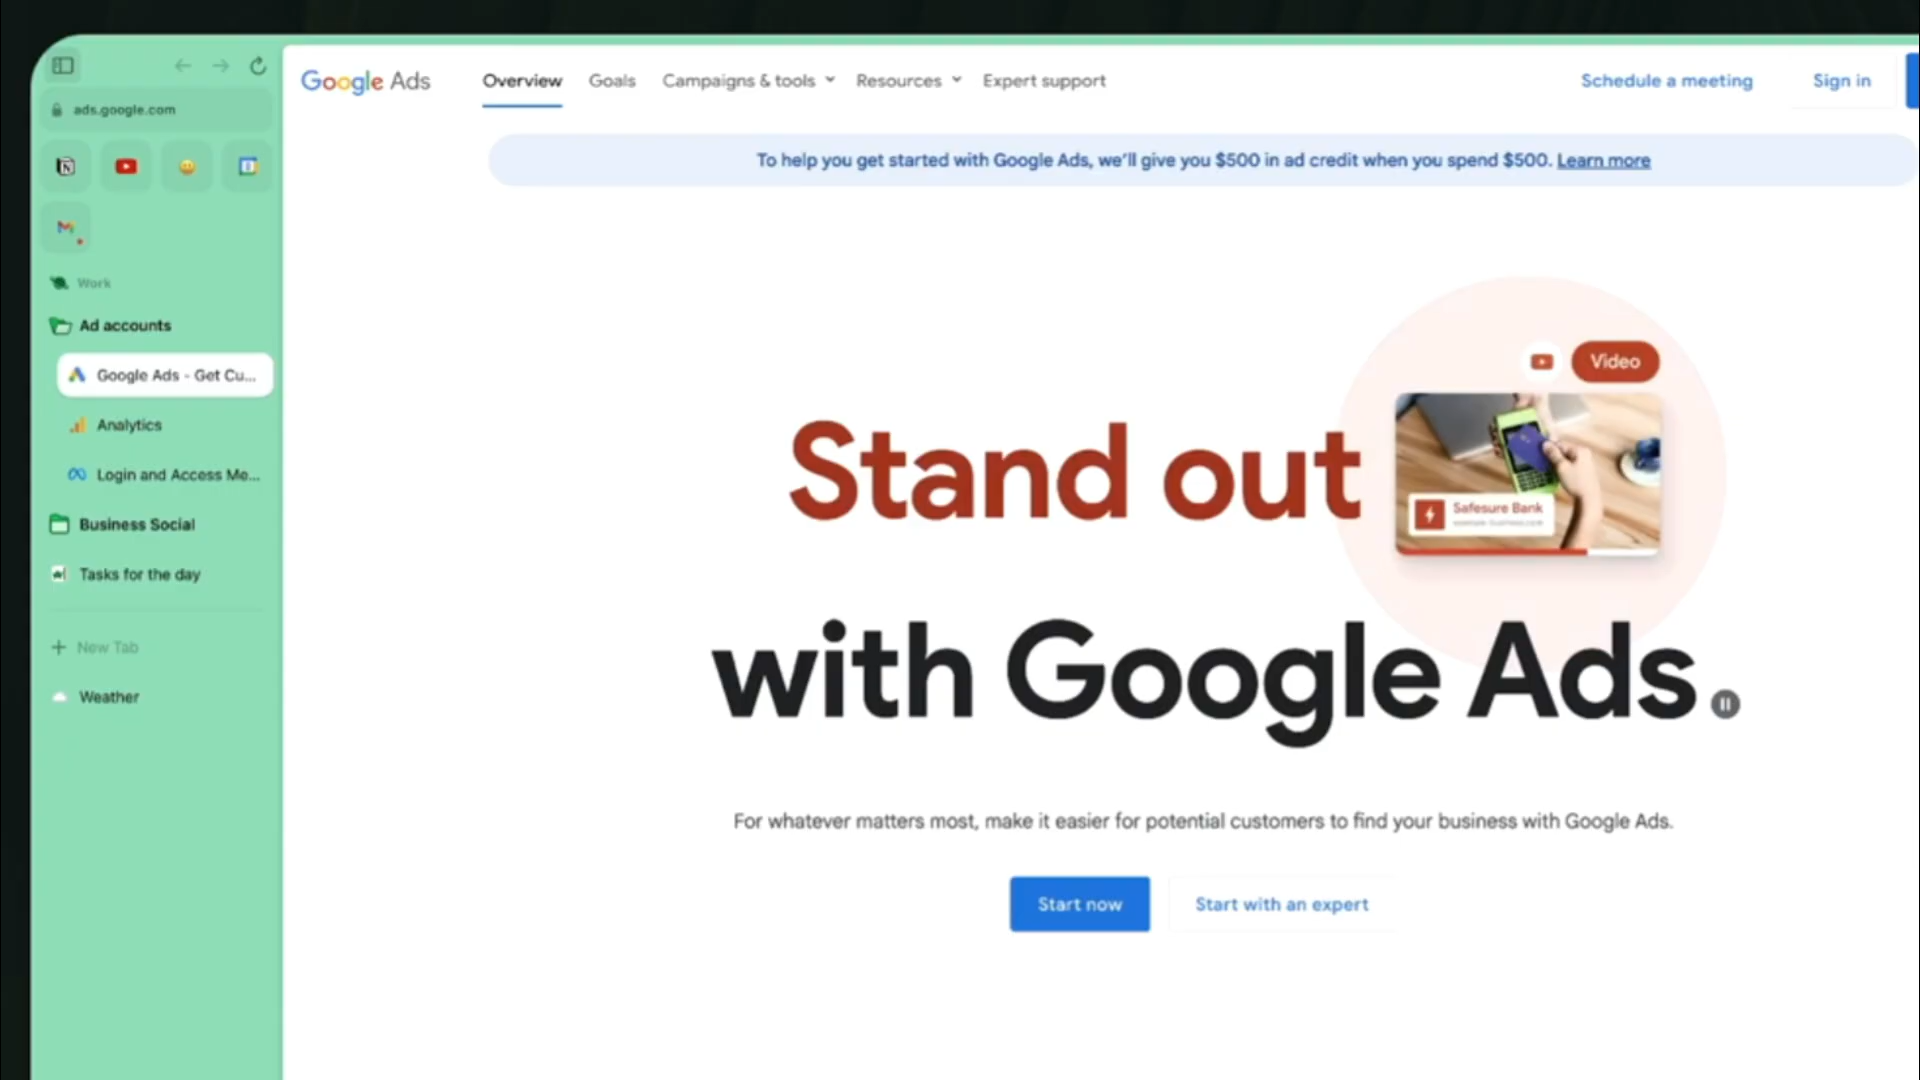 Google Ads
Overview
Goals
Campaigns & tools
Resources
Expert support
Schedule a meeting
Sign in
ads.google.com
To help you get started with Google Ads, we'll give you $500 in ad credit when you spend $500. Learn more
Work
Ad accounts
Google Ads - Get Cu...
Analytics
Login and Access Me...
Business Social
Tasks for the day
New Tab
Weather
Video
Stand out
Safesure Bank
with Google Ads.
For whatever matters most, make it easier for potential customers to find your business with Google Ads.
Start now
Start with an expert